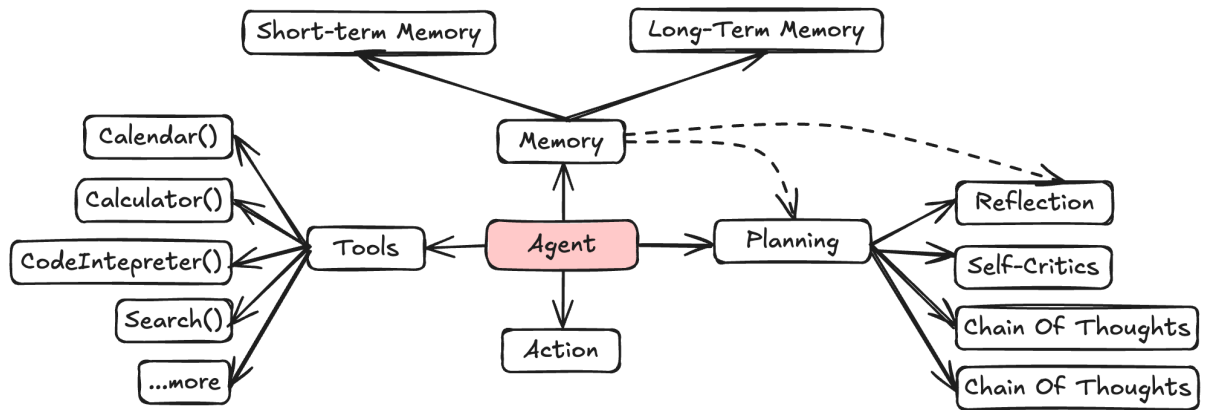 Short-term Memory
Long-Term Memory
Calendar()
Memory
Calculator()
Reflection
Tools
Agent
Planning
CodeIntepreter()
Self-Critics
Search()
Chain Of Thoughts
Action
...more
Chain Of Thoughts